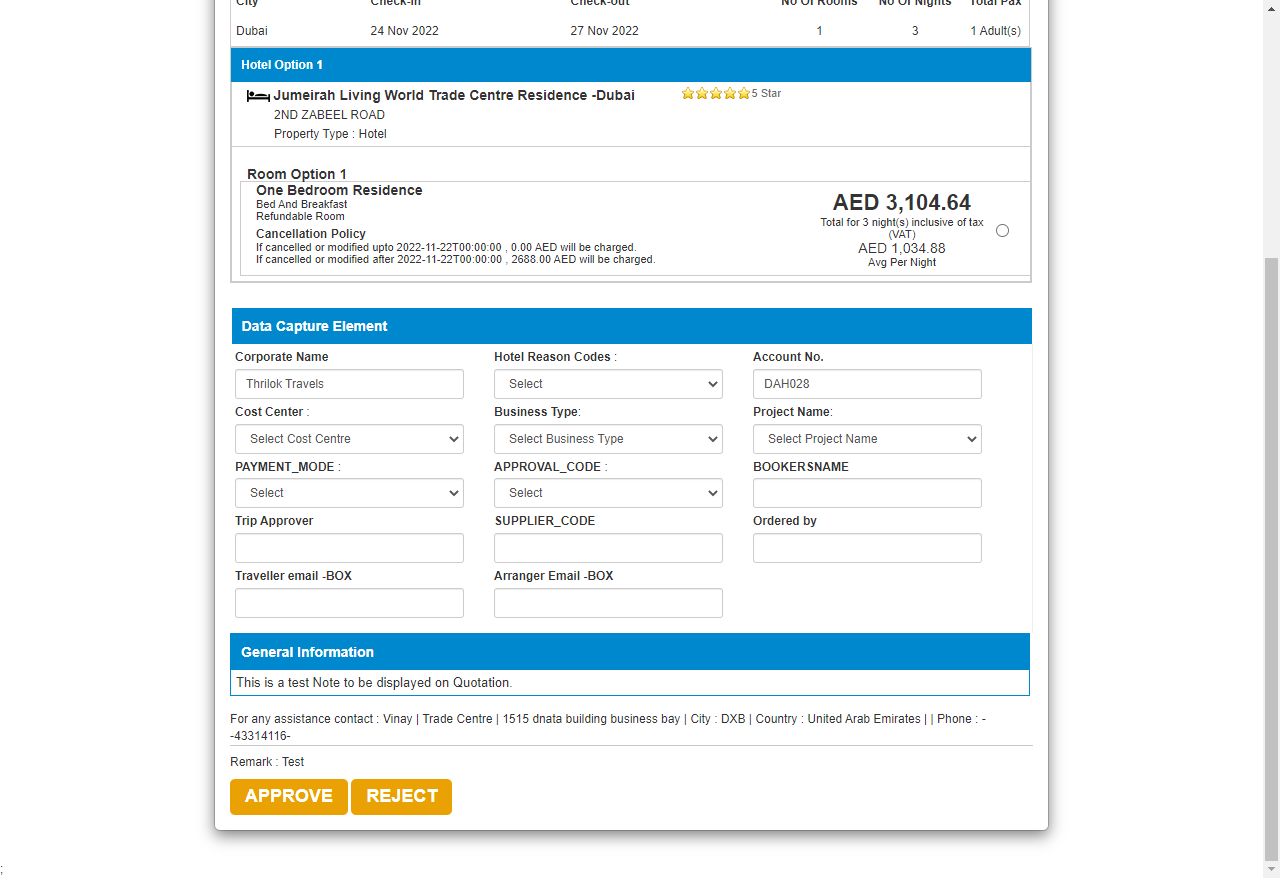 City Check-in Check-out No Of Rooms No Of Nights Total Pax
Dubai 24 Nov 2022 27 Nov 2022 1 3 1 Adult(s)
Hotel Option 1
Jumeirah Living World Trade Centre Residence -Dubai 5 Star
2ND ZABEEL ROAD
Property Type : Hotel
Room Option 1
One Bedroom Residence
Bed And Breakfast
Refundable Room
Cancellation Policy
If cancelled or modified upto 2022-11-22T00:00:00 , 0.00 AED will be charged.
If cancelled or modified after 2022-11-22T00:00:00 , 2688.00 AED will be charged.
AED 3,104.64
Total for 3 night(s) inclusive of tax
(VAT)
AED 1,034.88
Avg Per Night
Data Capture Element
Corporate Name Hotel Reason Codes : Account No.
Thrilok Travels Select DAH028
Cost Center : Business Type: Project Name:
Select Cost Centre Select Business Type Select Project Name
PAYMENT_MODE : APPROVAL_CODE : BOOKERSNAME
Select Select
Trip Approver SUPPLIER_CODE Ordered by
Traveller email -BOX Arranger Email -BOX
General Information
This is a test Note to be displayed on Quotation.
For any assistance contact : Vinay | Trade Centre | 1515 dnata building business bay | City : DXB | Country : United Arab Emirates | | Phone : -
-43314116-
Remark : Test
APPROVE REJECT
;